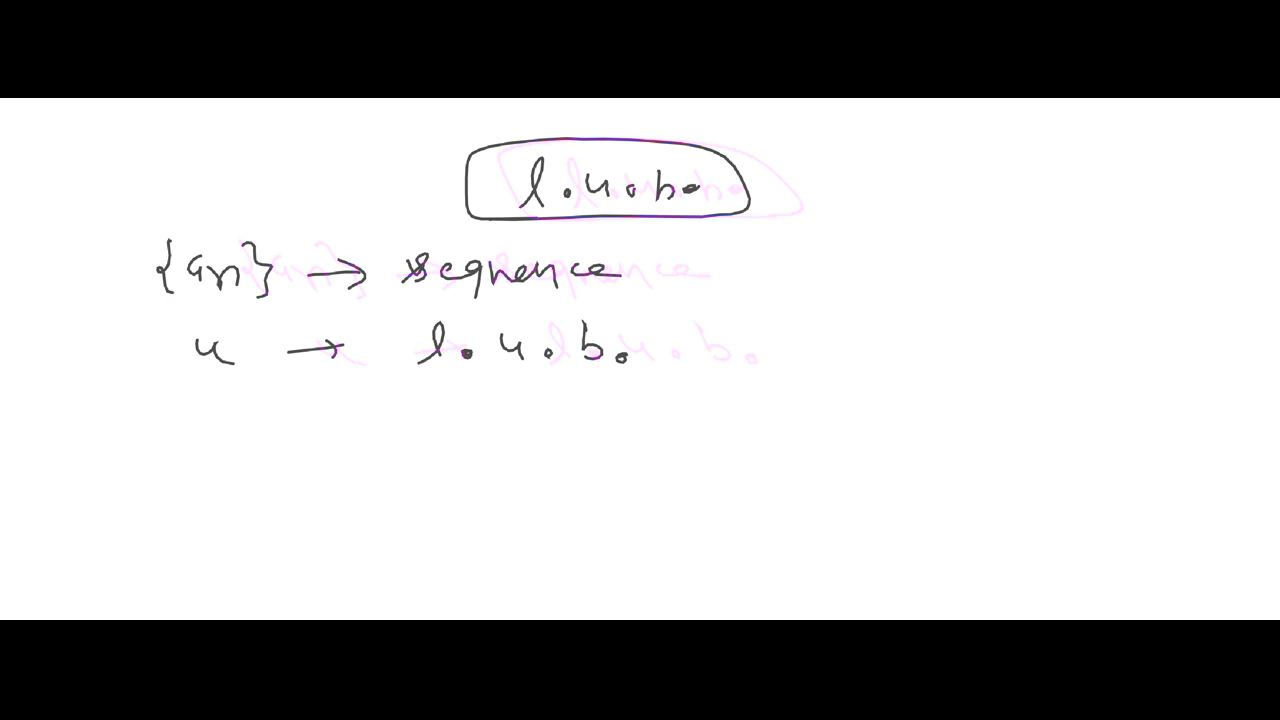 l.u.b.
{an} → sequence
u → l.u.b.